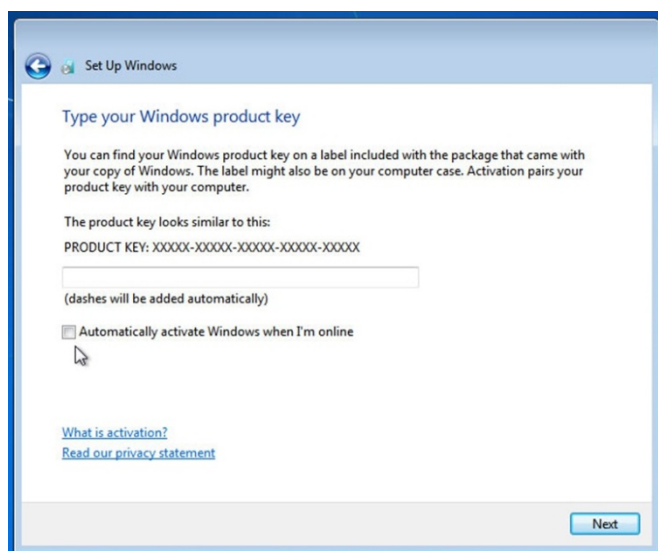 Set Up Windows
Type your Windows product key
You can find your Windows product key on a label included with the package that came with
your copy of Windows. The label might also be on your computer case. Activation pairs your
product key with your computer.
The product key looks similar to this:
PRODUCT KEY: XXXXX-XXXXX-XXXXX-XXXXX-XXXXX
(dashes will be added automatically)
Automatically activate Windows when I'm online
What is activation?
Read our privacy statement
Next